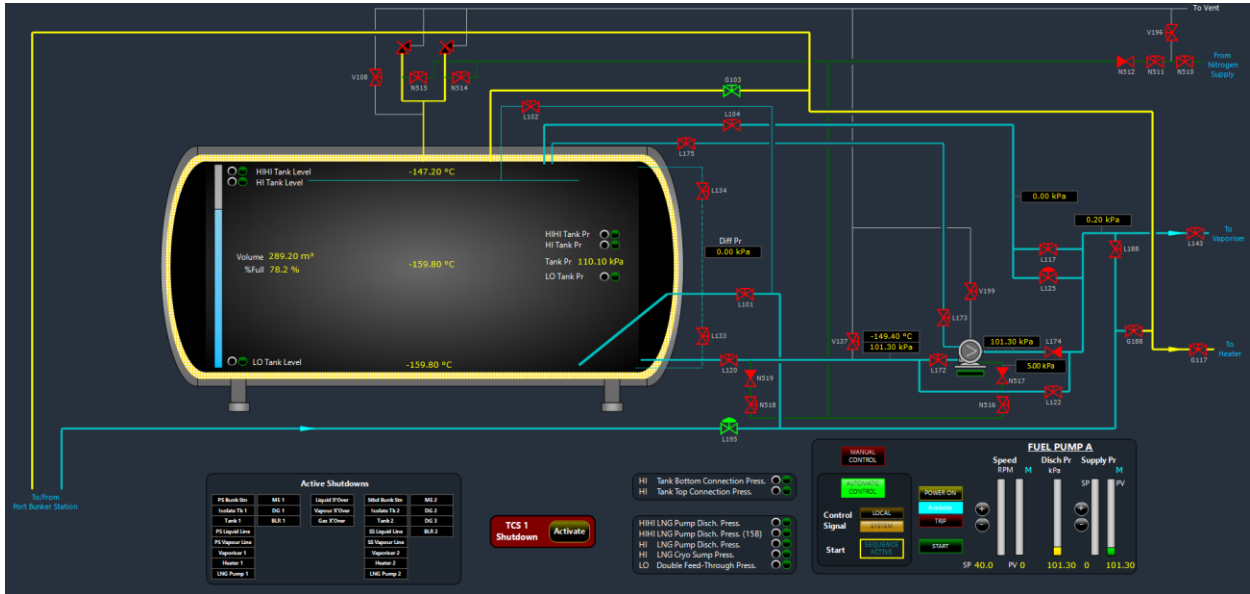 To Vent
V196
From
Nitrogen
Supply
N512 N511 N510
V108
N515 N514
G103
L102
L104
L175
HIHI Tank Level
HI Tank Level
-147.20 °C
L134
HIHI Tank Pr
HI Tank Pr
Tank Pr 110.10 kPa
LO Tank Pr
Volume 289.20 m³
%Full 78.2 %
-159.80 °C
Diff Pr
0.00 kPa
0.00 kPa
0.20 kPa
To
Vaporiser
L143
L188
L117
L125
V199
L101
L173
L133
V137
-149.40 °C
101.30 kPa
101.30 kPa
L174
G188
To
Heater
G117
LO Tank Level
-159.80 °C
L120
N519
L172
5.00 kPa
N517
L122
N518
N516
L195
To/From
Port Bunker Station
Active Shutdowns
PS Bunk Stn ME 1 Liquid X'Over Stbd Bunk Stn ME 2
Isolate Tk 1 DG 1 Vapour X'Over Isolate Tk 2 DG 2
Tank 1 BLR 1 Gas X'Over Tank 2 DG 3
PS Liquid Line SS Liquid Line BLR 2
PS Vapour Line SS Vapour Line
Vaporiser 1 Vaporiser 2
Heater 1 Heater 2
LNG Pump 1 LNG Pump 2
TCS 1
Shutdown
Activate
HI Tank Bottom Connection Press.
HI Tank Top Connection Press.
HIHI LNG Pump Disch. Press.
HIHI LNG Pump Disch. Press. (15B)
HI LNG Pump Disch. Press.
HI LNG Cryo Sump Press.
LO Double Feed-Through Press.
FUEL PUMP A
MANUAL
CONTROL
AUTOMATIC
CONTROL
Control
Signal
LOCAL
SYSTEM
Start
SEQUENCE
ACTIVE
POWER ON
TRIP
START
Speed Disch Pr Supply Pr
RPM M kPa M
SP PV
SP 40.0 PV 0 101.30 0 101.30